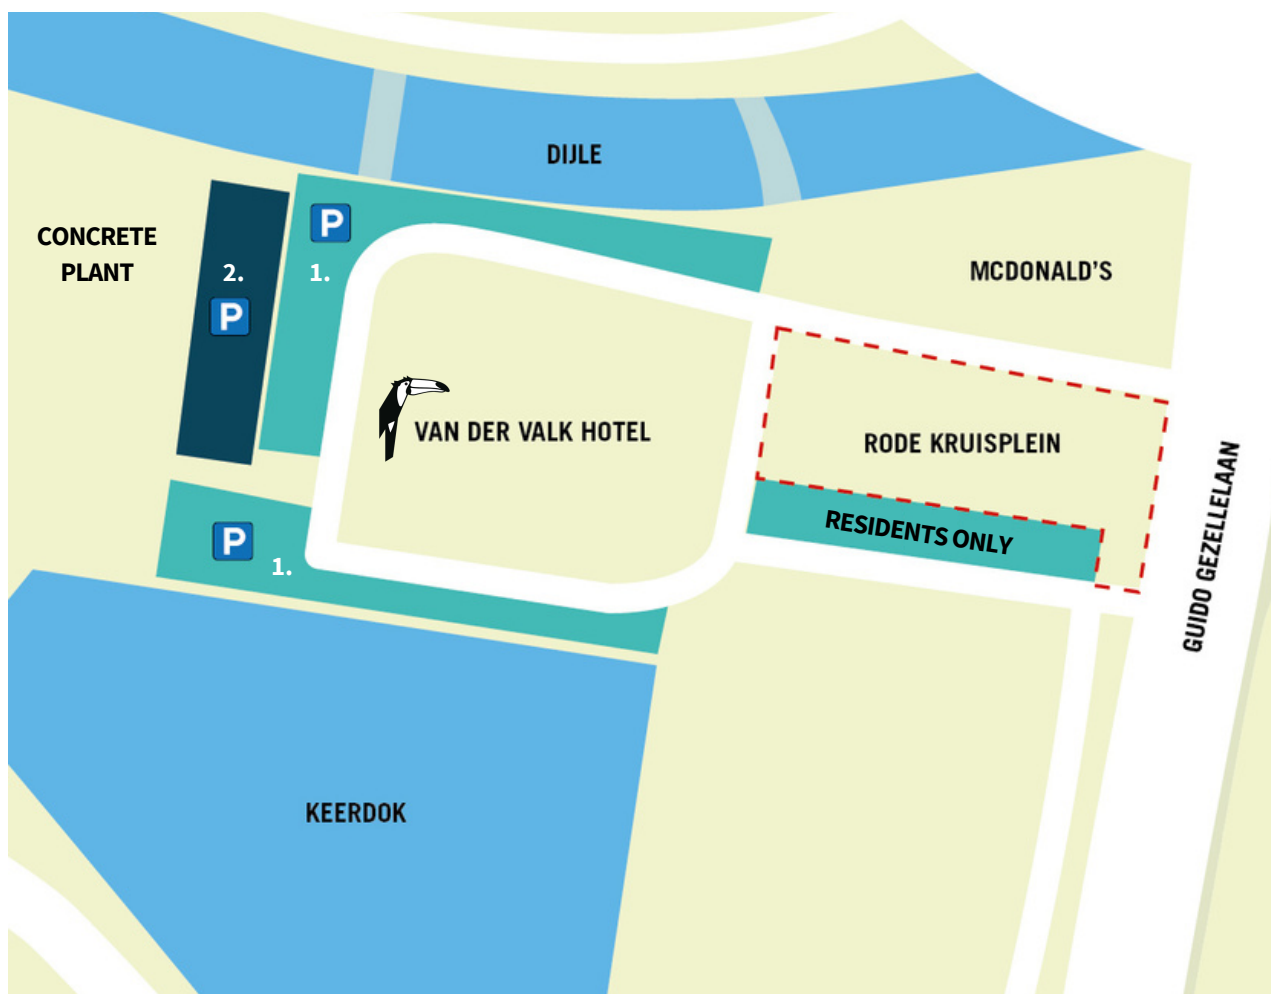 DIJLE
P
CONCRETE
PLANT
2.
1.
MCDONALD'S
P
VAN DER VALK HOTEL
RODE KRUISPLEIN
RESIDENTS ONLY
P
1.
GUIDO GEZELLELAAN
KEERDOK